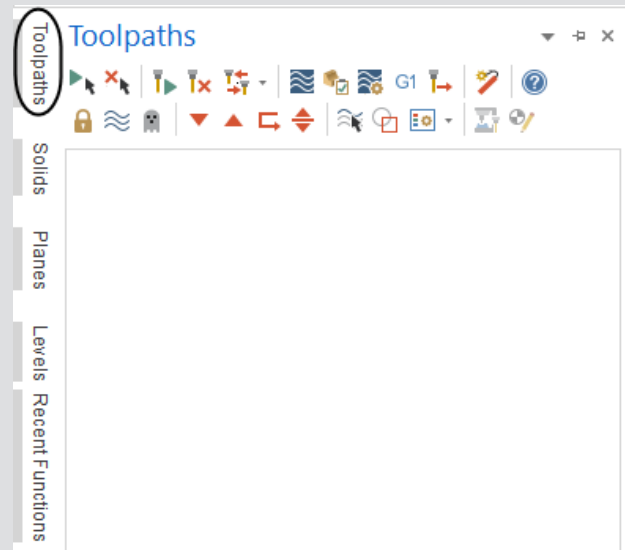 Toolpaths
Toolpaths
G1
?
Solids
Planes
Levels
Recent Functions